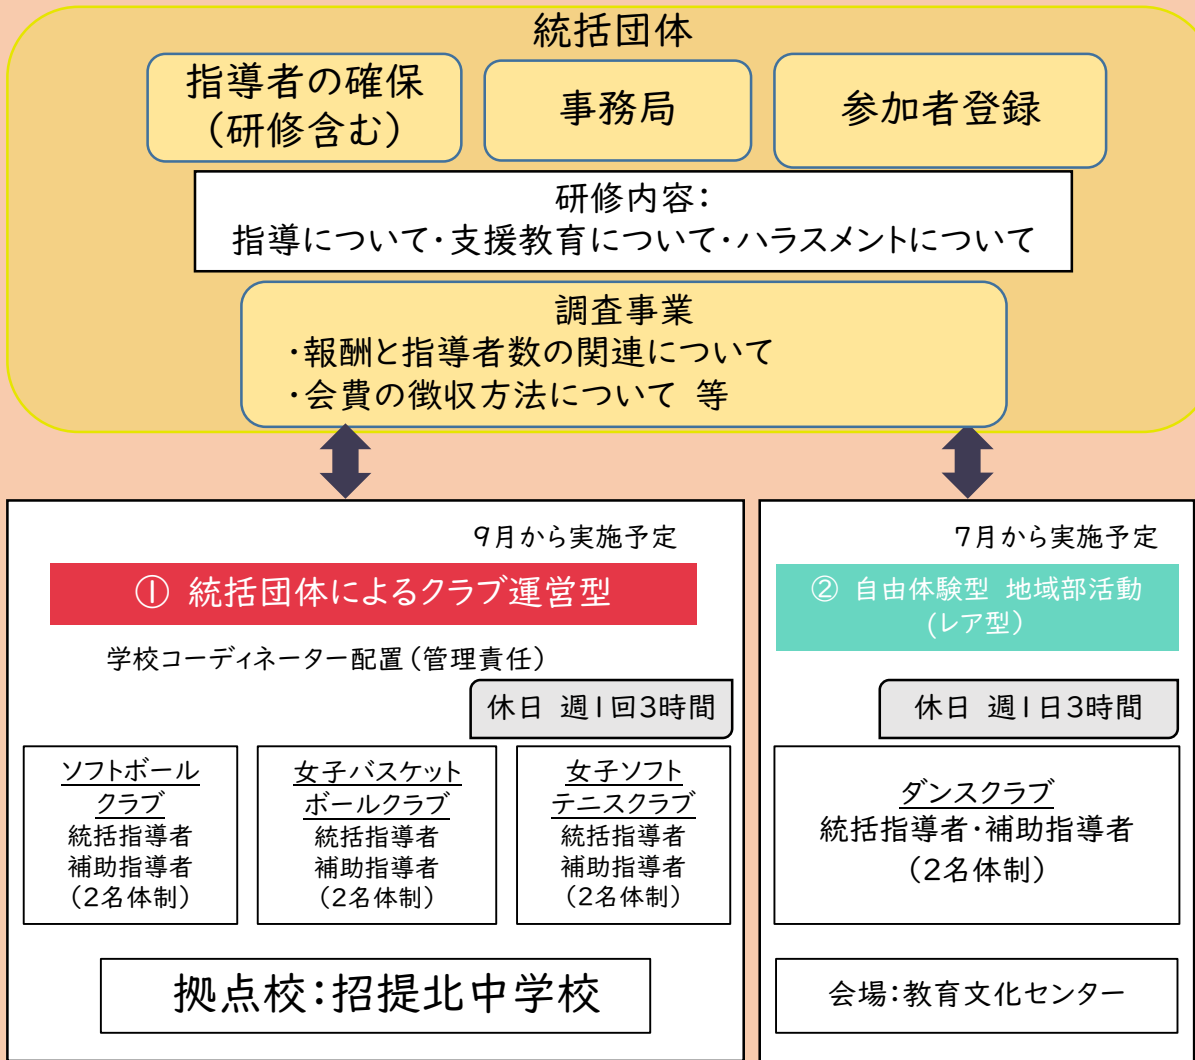 統括団体
指導者の確保
（研修含む）
事務局
参加者登録
研修内容：
指導について・支援教育について・ハラスメントについて
調査事業
・報酬と指導者数の関連について
・会費の徴収方法について 等
9月から実施予定
① 統括団体によるクラブ運営型
学校コーディネーター配置（管理責任）
休日 週1回3時間
ソフトボール
クラブ
統括指導者
補助指導者
（2名体制）
女子バスケット
ボールクラブ
統括指導者
補助指導者
（2名体制）
女子ソフト
テニスクラブ
統括指導者
補助指導者
（2名体制）
拠点校：招提北中学校
7月から実施予定
② 自由体験型 地域部活動
(レア型）
休日 週1日3時間
ダンスクラブ
統括指導者・補助指導者
（2名体制）
会場：教育文化センター